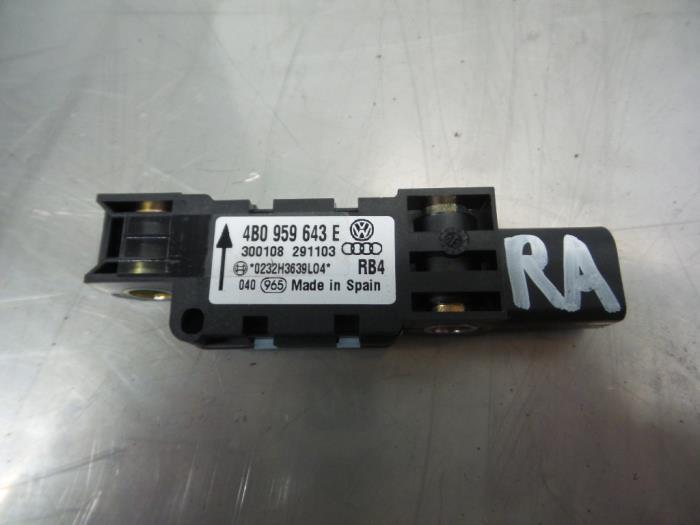 4B0 959 643 E
300108 291103
*0232H3639L04* RB4
040 965 Made in Spain
RA